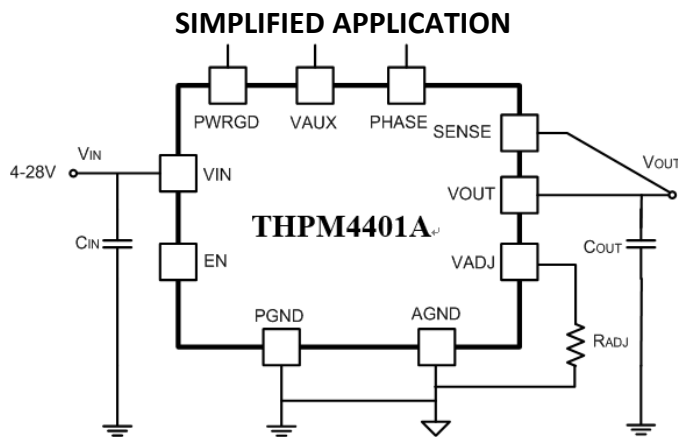 SIMPLIFIED APPLICATION
PWRGD VAUX PHASE
SENSE
VIN
4-28V
VIN
VOUT
VOUT
THPM4401A↵
CIN
EN
VADJ
COUT
PGND
AGND
RADJ